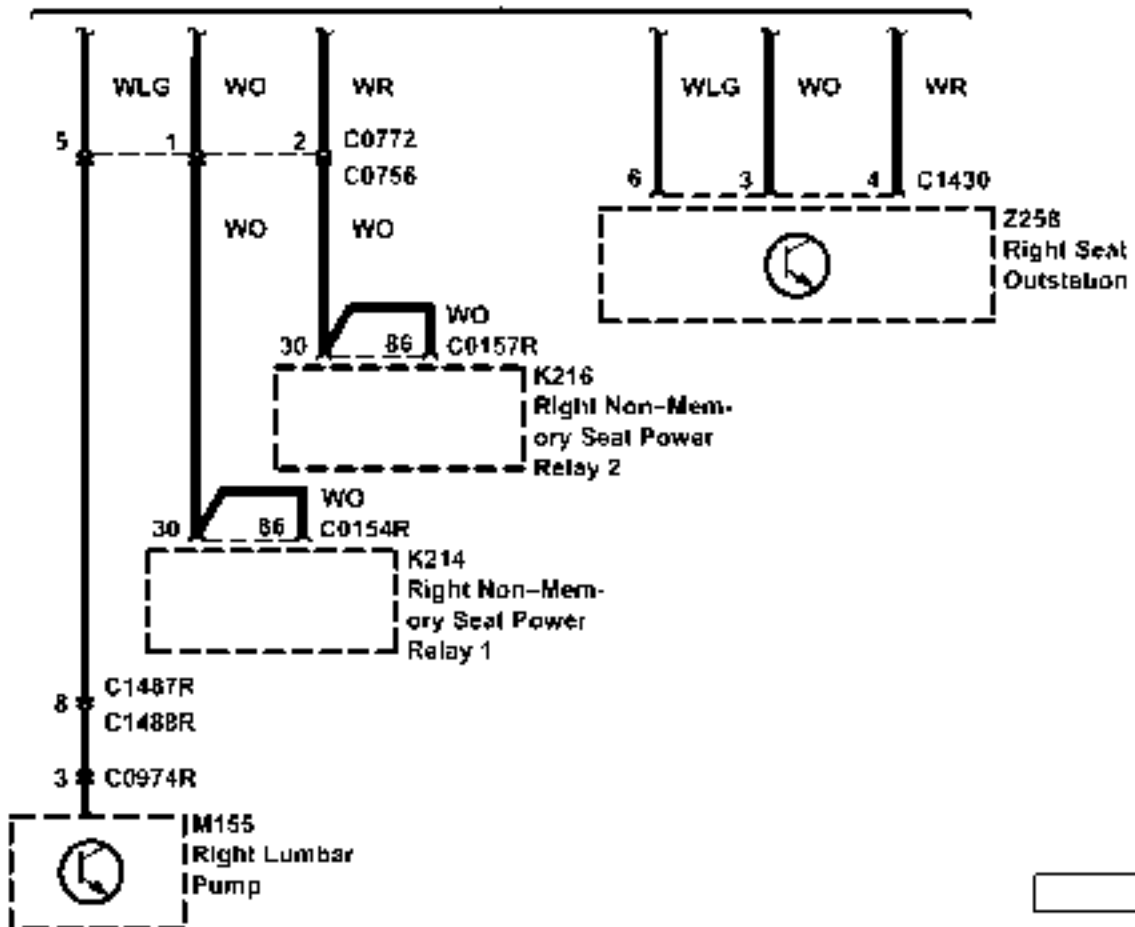 WLG WO WR WLG WO WR
5 1 2 C0772
C0756
6 3 4 C1430
WO WO
Z258
Right Seat
Outstation
WO
30 86 C0157R
K216
Right Non-Mem-
ory Seat Power
Relay 2
WO
30 86 C0154R
K214
Right Non-Mem-
ory Seat Power
Relay 1
8 C1487R
C1488R
3 C0974R
M155
Right Lumbar
Pump